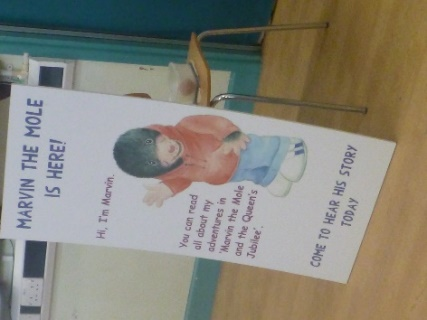 MARVIN THE MOLE
IS HERE!
Hi, I'm Marvin.
You can read
all about my
adventures in
'Marvin the Mole
and the Queen's
Jubilee'.
COME TO HEAR HIS STORY
TODAY